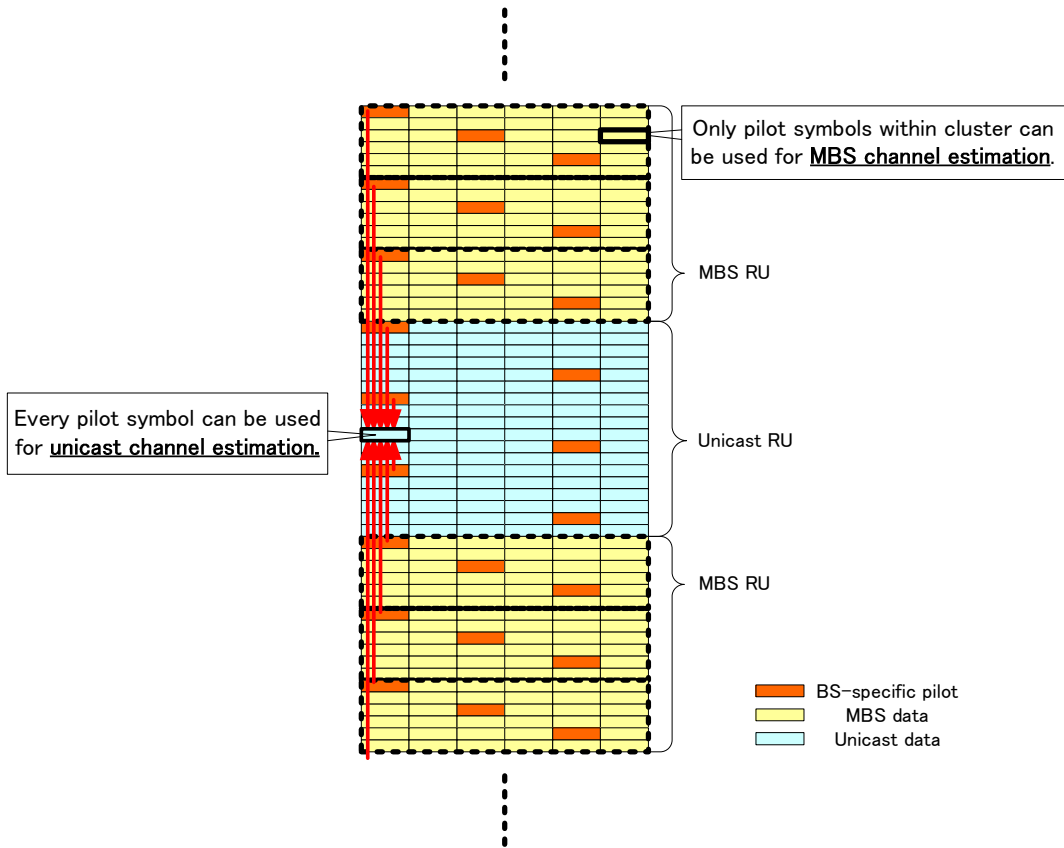 Only pilot symbols within cluster can
be used for MBS channel estimation.
MBS RU
Every pilot symbol can be used
for unicast channel estimation.
Unicast RU
MBS RU
BS-specific pilot
MBS data
Unicast data